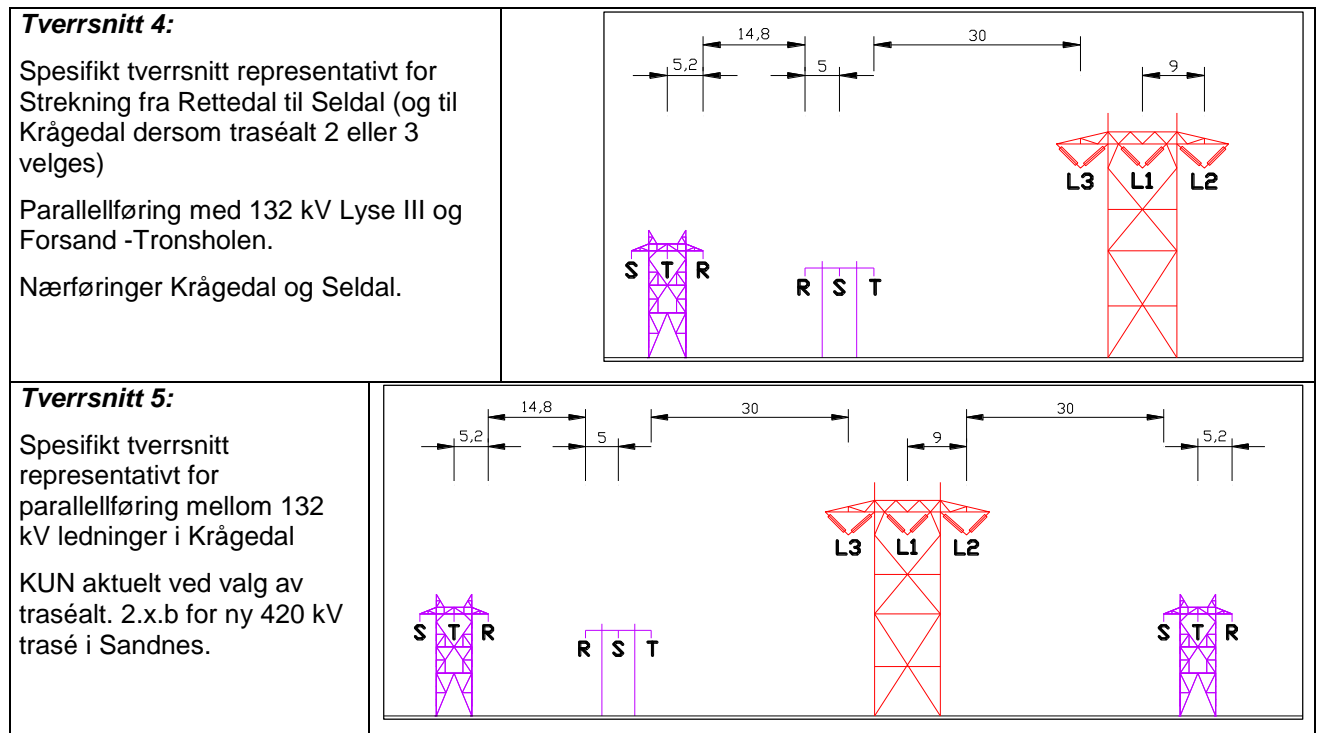 Tverrsnitt 4:
Spesifikt tverrsnitt representativt for
Strekning fra Rettedal til Seldal (og til
Krågedal dersom traséalt 2 eller 3
velges)
Parallellføring med 132 kV Lyse III og
Forsand -Tronsholen.
Nærføringer Krågedal og Seldal.
14,8
30
5,2
5
9
L3 L1 L2
S T R
R S T
Tverrsnitt 5:
Spesifikt tverrsnitt
representativt for
parallellføring mellom 132
kV ledninger i Krågedal
KUN aktuelt ved valg av
traséalt. 2.x.b for ny 420 kV
trasé i Sandnes.
14,8
30
30
5,2
5
9
5,2
L3 L1 L2
S T R
R S T
S T R